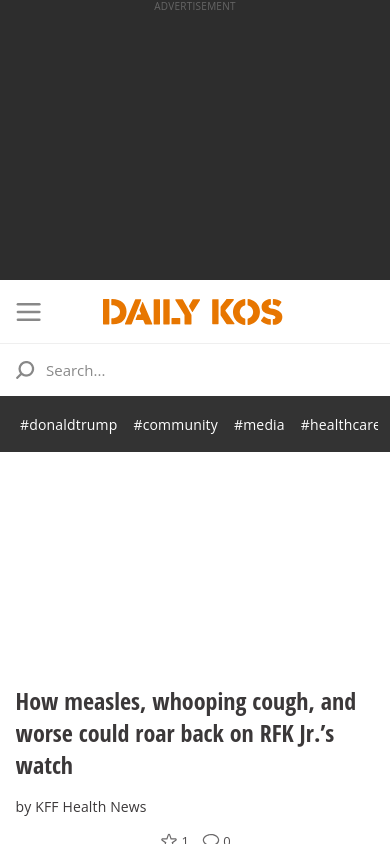 ADVERTISEMENT
DAILY KOS
Search...
#donaldtrump #community #media #healthcare
How measles, whooping cough, and
worse could roar back on RFK Jr.’s
watch
by KFF Health News
1 0